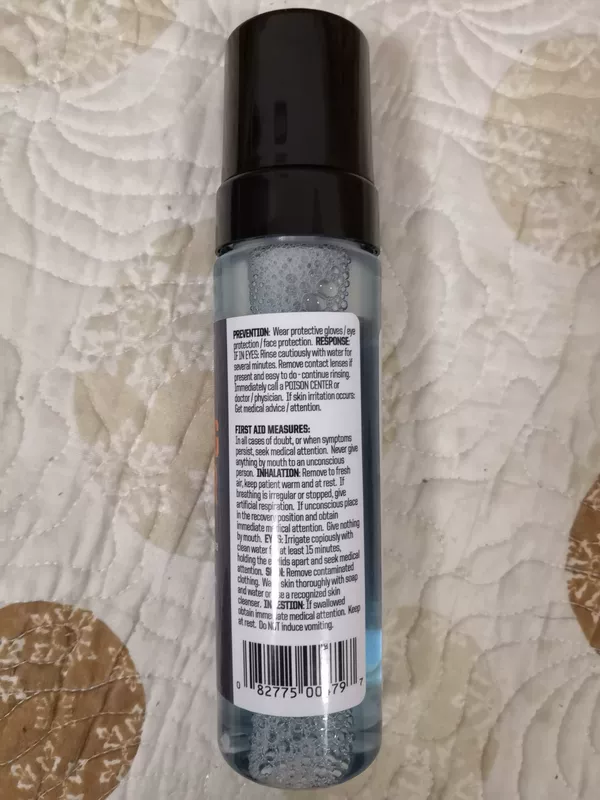 PREVENTION: Wear protective gloves / eye
protection / face protection. RESPONSE:
IF IN EYES: Rinse cautiously with water for
several minutes. Remove contact lenses if
present and easy to do - continue rinsing.
Immediately call a POISON CENTER or
doctor / physician. If skin irritation occurs:
Get medical advice / attention.
FIRST AID MEASURES:
In all cases of doubt, or when symptoms
persist, seek medical attention. Never give
anything by mouth to an unconscious
person. INHALATION: Remove to fresh
air, keep patient warm and at rest. If
breathing is irregular or stopped, give
artificial respiration. If unconscious place
in the recovery position and obtain
immediate medical attention. Give nothing
by mouth. EYES: Irrigate copiously with
clean water for at least 15 minutes,
holding the eyelids apart and seek medical
attention. SKIN: Remove contaminated
clothing. Wash skin thoroughly with soap
and water or use a recognized skin
cleanser. INGESTION: If swallowed
obtain immediate medical attention. Keep
at rest. Do NOT induce vomiting.
0 82775 00479 7